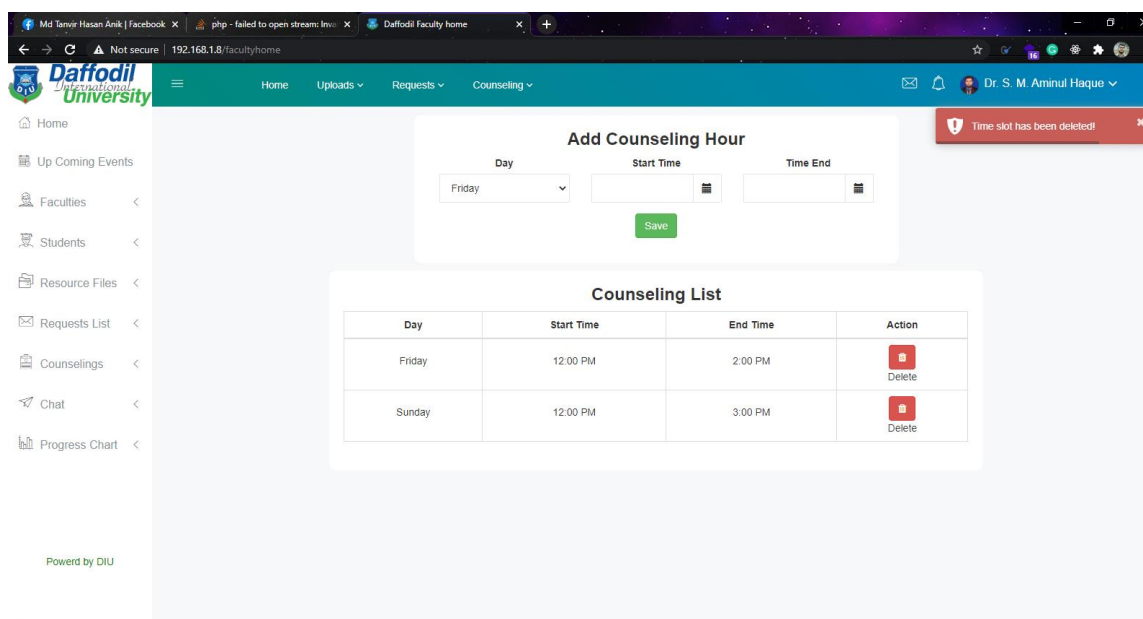 Md Tanvir Hasan Anik | Facebook
php - failed to open stream: Inva
Daffodil Faculty home
Not secure | 192.168.1.8/facultyhome
16
Daffodil
International
University
DIU
Home Uploads Requests Counseling
Dr. S. M. Aminul Haque
Time slot has been deleted!
Home
Up Coming Events
Faculties
Students
Resource Files
Requests List
Counselings
Chat
Progress Chart
Powerd by DIU
Add Counseling Hour
Day Start Time Time End
Friday
Save
Counseling List
Day Start Time End Time Action
Friday 12:00 PM 2:00 PM
Delete
Sunday 12:00 PM 3:00 PM
Delete